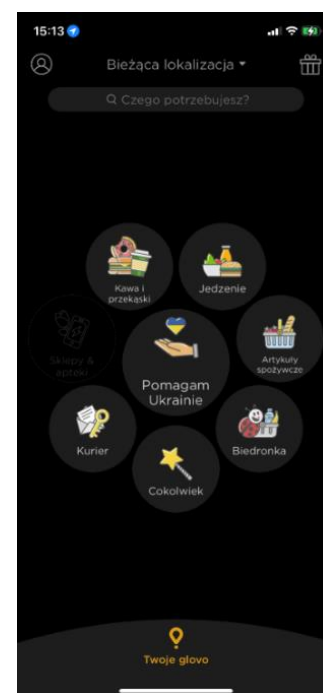 15:13
Bieżąca lokalizacja
Czego potrzebujesz?
Kawa i
przekąski
Jedzenie
Sklepy &
apteki
Pomagam
Ukrainie
Artykuły
spożywcze
Kurier
Biedronka
Cokolwiek
Twoje glovo